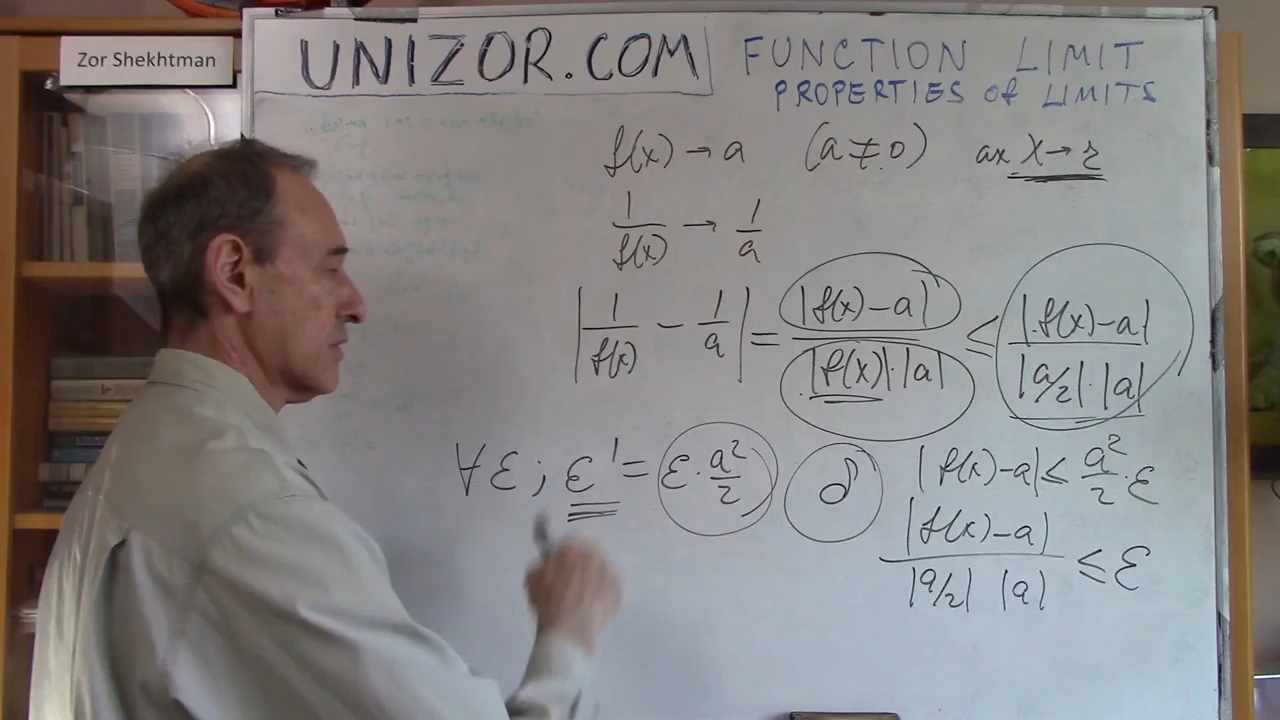 Zor Shekhtman
UNIZOR.COM
FUNCTION LIMIT
PROPERTIES of LIMITS
f(x) → a (a ≠ 0) ax X → r
1/f(x) → 1/a
|1/f(x) − 1/a| = |f(x)−a| / |f(x)|·|a| ≤ |f(x)−a| / |a/2|·|a|
∀ε; ε' = ε·a²/2 δ |f(x)−a| ≤ a²/2·ε
|f(x)−a| / |a/2| |a| ≤ ε